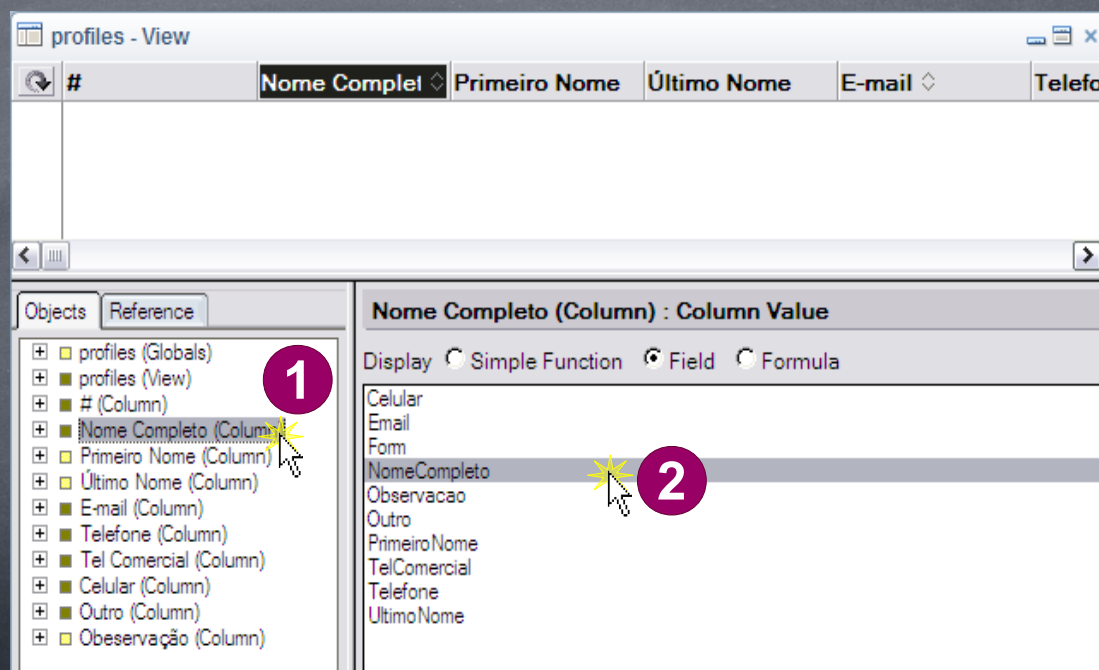 profiles - View
# Nome Complet Primeiro Nome Último Nome E-mail Telefo
Objects Reference
profiles (Globals)
profiles (View)
# (Column)
Nome Completo (Colum
Primeiro Nome (Column)
Último Nome (Column)
E-mail (Column)
Telefone (Column)
Tel Comercial (Column)
Celular (Column)
Outro (Column)
Obeservação (Column)
1
Nome Completo (Column) : Column Value
Display Simple Function Field Formula
Celular
Email
Form
NomeCompleto
Observacao
Outro
PrimeiroNome
TelComercial
Telefone
UltimoNome
2